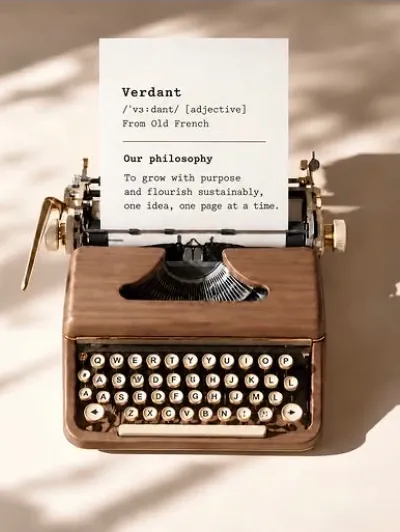 Verdant
/ˈvɜːdənt/ [adjective]
From Old French
Our philosophy
To grow with purpose
and flourish sustainably,
one idea, one page at a time.
Q W E R T Y Y U I P